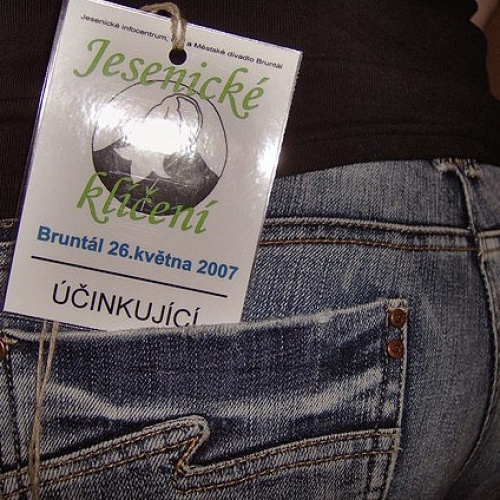 Jesenické infocentrum, a Městské divadlo Bruntál
Jesenické
klíčení
Bruntál 26.května 2007
ÚČINKUJÍCÍ